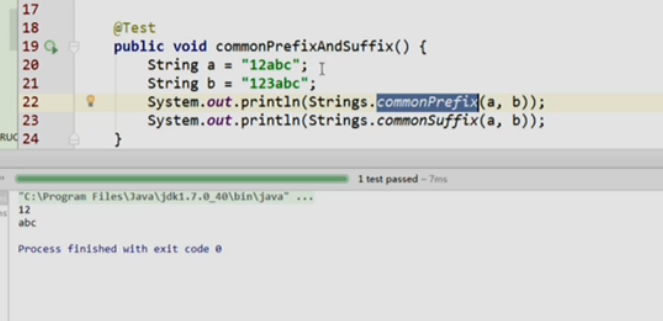 17
18 @Test
19 public void commonPrefixAndSuffix() {
20 String a = "12abc";
21 String b = "123abc";
22 System.out.println(Strings.commonPrefix(a, b));
23 System.out.println(Strings.commonSuffix(a, b));
RUC 24 }
1 test passed – 7ms
"C:\Program Files\Java\jdk1.7.0_40\bin\java" ...
ms 12
abc
Process finished with exit code 0